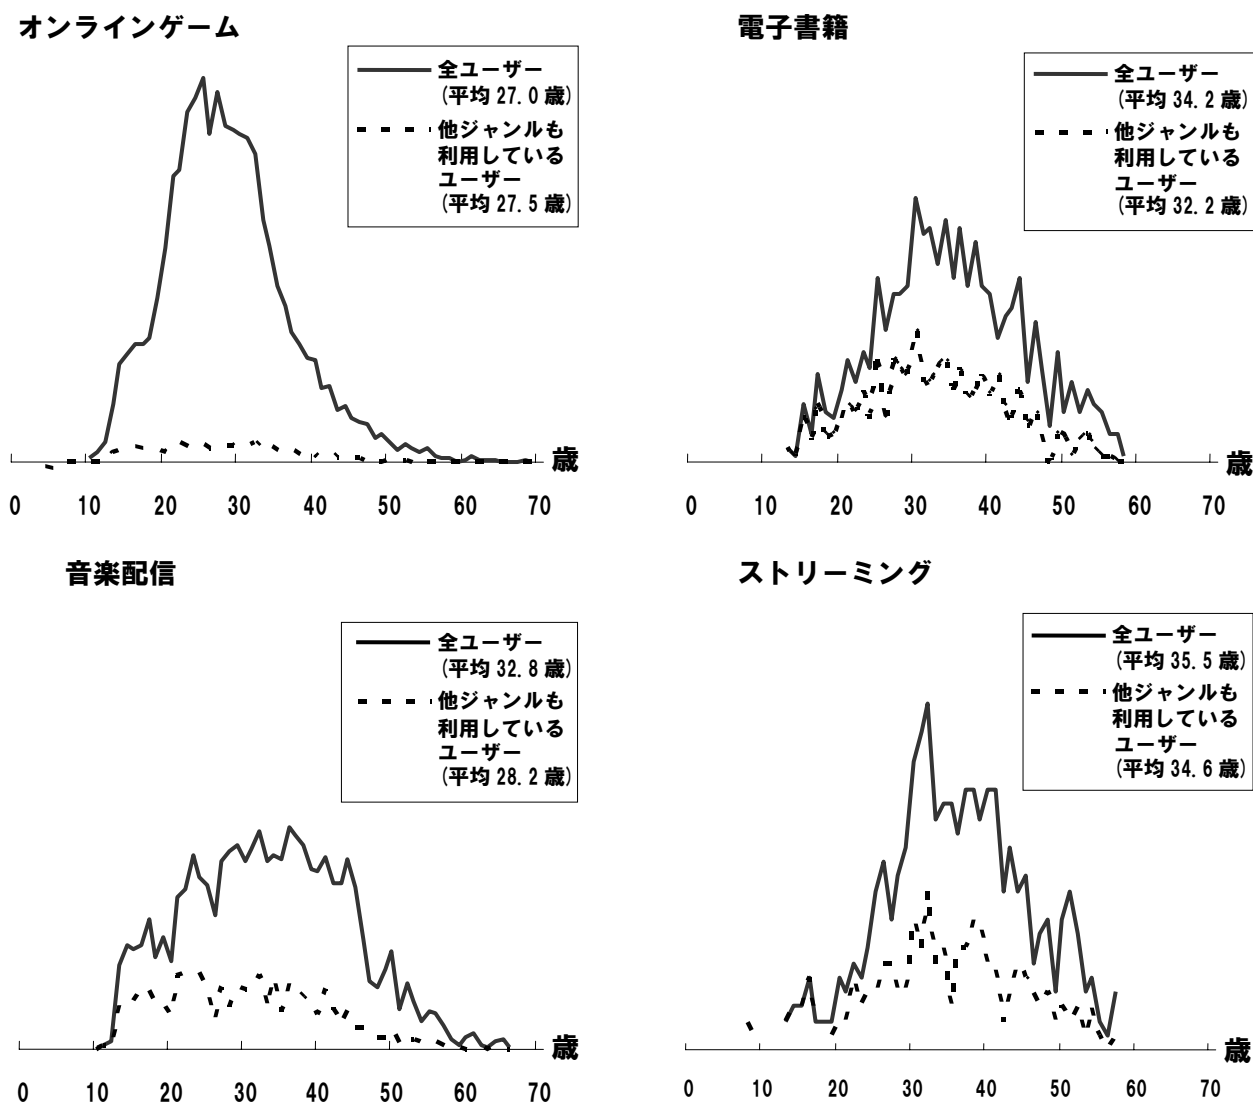 オンラインゲーム
全ユーザー
(平均 27.0 歳)
他ジャンルも
利用している
ユーザー
(平均 27.5 歳)
歳
0 10 20 30 40 50 60 70
電子書籍
全ユーザー
(平均 34.2 歳)
他ジャンルも
利用している
ユーザー
(平均 32.2 歳)
歳
0 10 20 30 40 50 60 70
音楽配信
全ユーザー
(平均 32.8 歳)
他ジャンルも
利用している
ユーザー
(平均 28.2 歳)
歳
0 10 20 30 40 50 60 70
ストリーミング
全ユーザー
(平均 35.5 歳)
他ジャンルも
利用している
ユーザー
(平均 34.6 歳)
歳
0 10 20 30 40 50 60 70